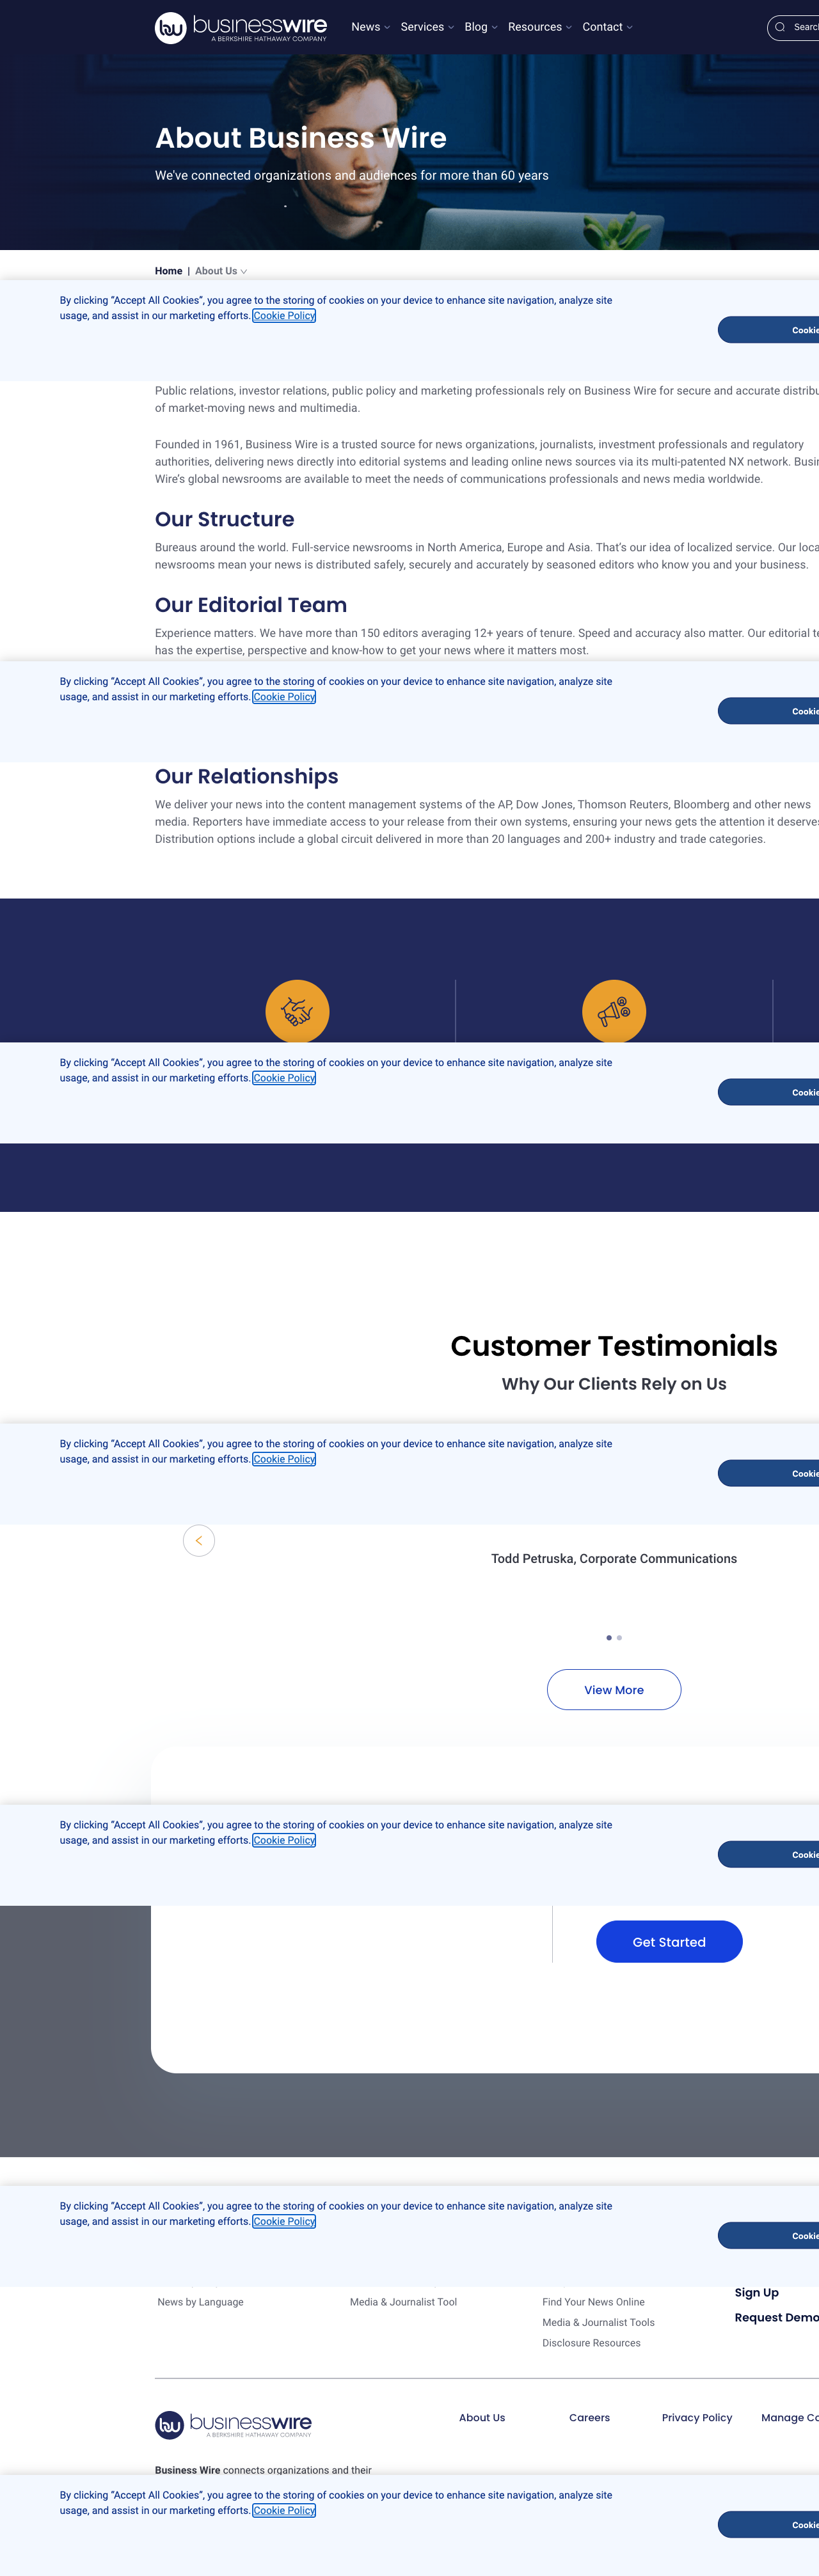 businesswire
A BERKSHIRE HATHAWAY COMPANY
News Services Blog Resources Contact
About Business Wire
We've connected organizations and audiences for more than 60 years
Home | About Us
By clicking “Accept All Cookies”, you agree to the storing of cookies on your device to enhance site navigation, analyze site
usage, and assist in our marketing efforts. Cookie Policy
Public relations, investor relations, public policy and marketing professionals rely on Business Wire for secure and accurate
of market-moving news and multimedia.
Founded in 1961, Business Wire is a trusted source for news organizations, journalists, investment professionals and regulatory
authorities, delivering news directly into editorial systems and leading online news sources via its multi-patented NX network.
Wire’s global newsrooms are available to meet the needs of communications professionals and news media worldwide.
Our Structure
Bureaus around the world. Full-service newsrooms in North America, Europe and Asia. That’s our idea of localized service. Our
newsrooms mean your news is distributed safely, securely and accurately by seasoned editors who know you and your business.
Our Editorial Team
Experience matters. We have more than 150 editors averaging 12+ years of tenure. Speed and accuracy also matter. Our editorial
has the expertise, perspective and know-how to get your news where it matters most.
By clicking “Accept All Cookies”, you agree to the storing of cookies on your device to enhance site navigation, analyze site
usage, and assist in our marketing efforts. Cookie Policy
Our Relationships
We deliver your news into the content management systems of the AP, Dow Jones, Thomson Reuters, Bloomberg and other news
media. Reporters have immediate access to your release from their own systems, ensuring your news gets the attention it
Distribution options include a global circuit delivered in more than 20 languages and 200+ industry and trade categories.
By clicking “Accept All Cookies”, you agree to the storing of cookies on your device to enhance site navigation, analyze site
usage, and assist in our marketing efforts. Cookie Policy
Customer Testimonials
Why Our Clients Rely on Us
By clicking “Accept All Cookies”, you agree to the storing of cookies on your device to enhance site navigation, analyze site
usage, and assist in our marketing efforts. Cookie Policy
Todd Petruska, Corporate Communications
View More
By clicking “Accept All Cookies”, you agree to the storing of cookies on your device to enhance site navigation, analyze site
usage, and assist in our marketing efforts. Cookie Policy
Get Started
By clicking “Accept All Cookies”, you agree to the storing of cookies on your device to enhance site navigation, analyze site
usage, and assist in our marketing efforts. Cookie Policy
Sign Up
News by Language
Media & Journalist Tool
Find Your News Online
Request Demo
Media & Journalist Tools
Disclosure Resources
businesswire
A BERKSHIRE HATHAWAY COMPANY
About Us Careers Privacy Policy Manage
Business Wire connects organizations and their
By clicking “Accept All Cookies”, you agree to the storing of cookies on your device to enhance site navigation, analyze site
usage, and assist in our marketing efforts. Cookie Policy